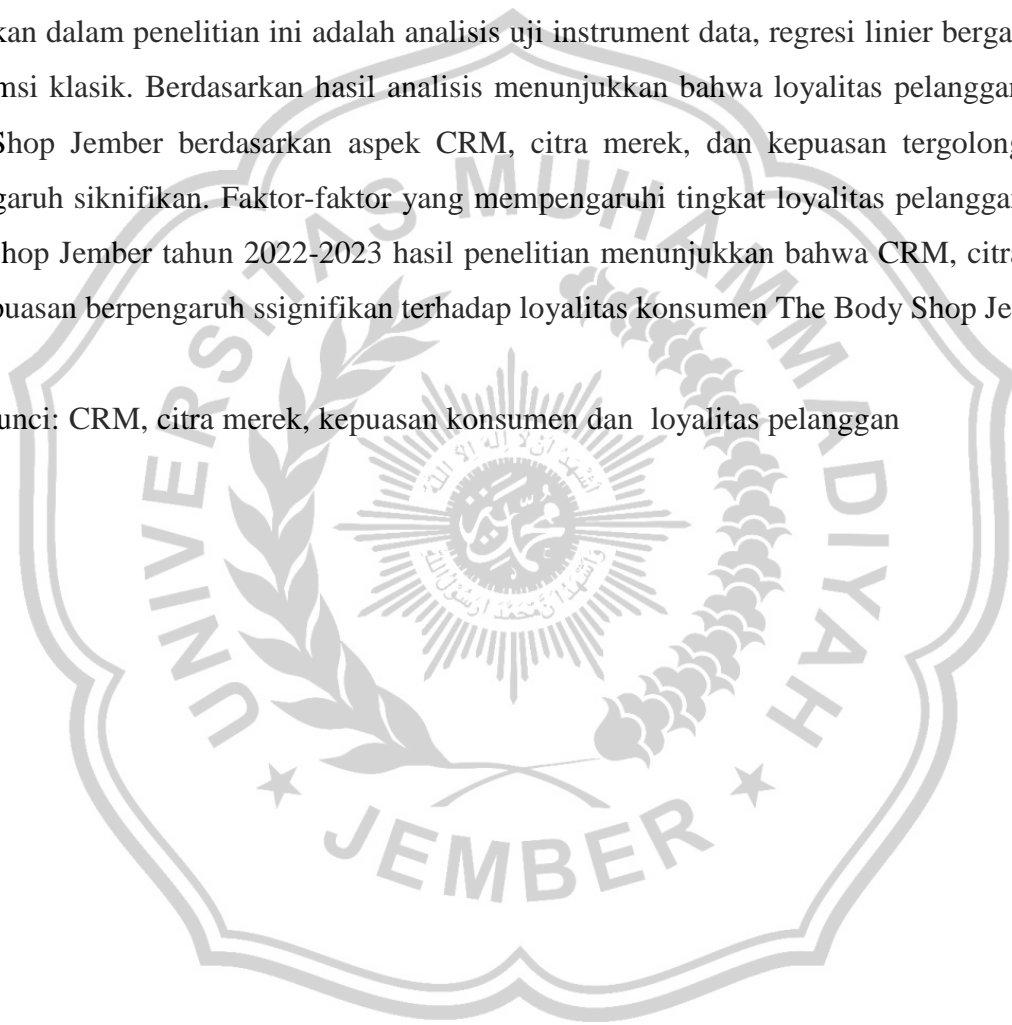 kan dalam penelitian ini adalah analisis uji instrument data, regresi linier berga
msi klasik. Berdasarkan hasil analisis menunjukkan bahwa loyalitas pelanggan
Shop Jember berdasarkan aspek CRM, citra merek, dan kepuasan tergolong
garuh siknifikan. Faktor-faktor yang mempengaruhi tingkat loyalitas pelanggan
hop Jember tahun 2022-2023 hasil penelitian menunjukkan bahwa CRM, citra
puasan berpengaruh ssignifikan terhadap loyalitas konsumen The Body Shop Je
unci: CRM, citra merek, kepuasan konsumen dan loyalitas pelanggan
UNIVERSITAS MUHAMMADIYAH
JEMBER